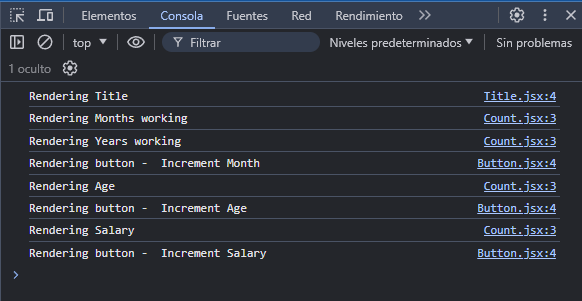 Elementos Consola Fuentes Red Rendimiento
top Filtrar Niveles predeterminados Sin problemas
1 oculto
Rendering Title Title.jsx:4
Rendering Months working Count.jsx:3
Rendering Years working Count.jsx:3
Rendering button -  Increment Month Button.jsx:4
Rendering Age Count.jsx:3
Rendering button -  Increment Age Button.jsx:4
Rendering Salary Count.jsx:3
Rendering button -  Increment Salary Button.jsx:4